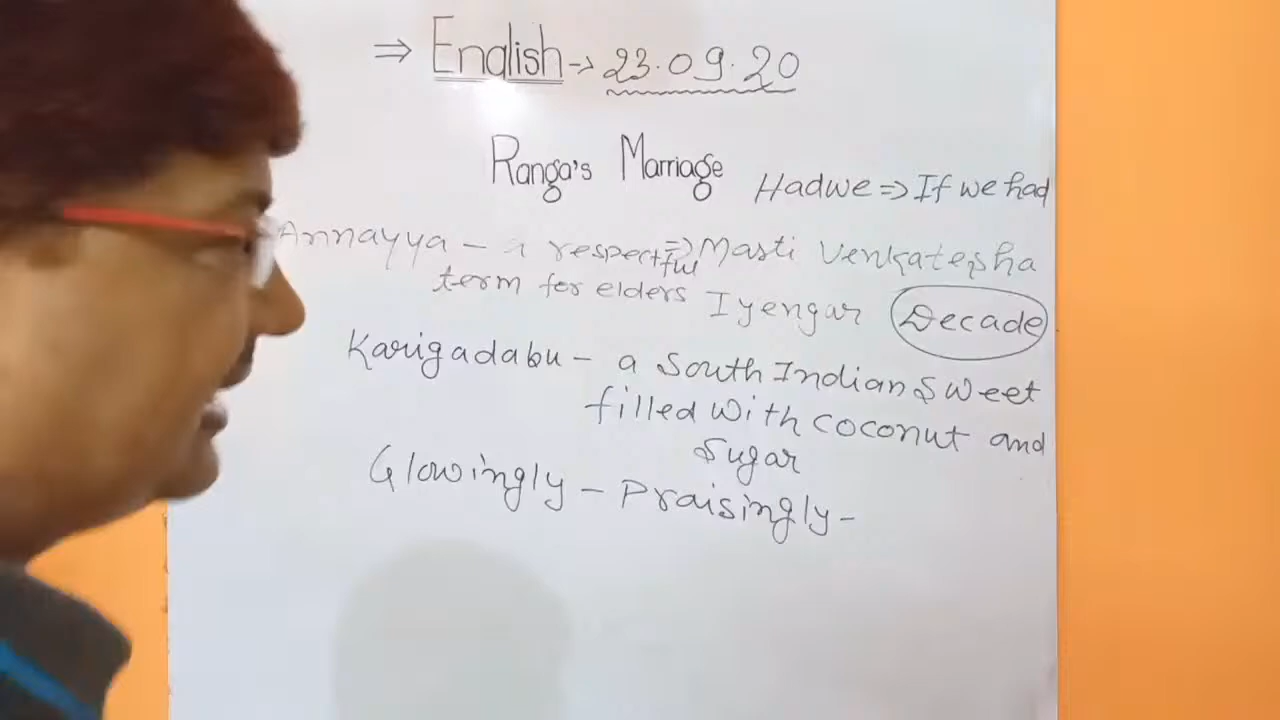 ⇒ English → 23.09.20
Ranga's Marriage
Hadwe ⇒ If we had
Annayya – a respectful
term for elders
⇒ Masti Venkatesha
Iyengar
Decade
Karigadabu – a South Indian Sweet
filled with coconut and
Sugar
Glowingly – Praisingly –